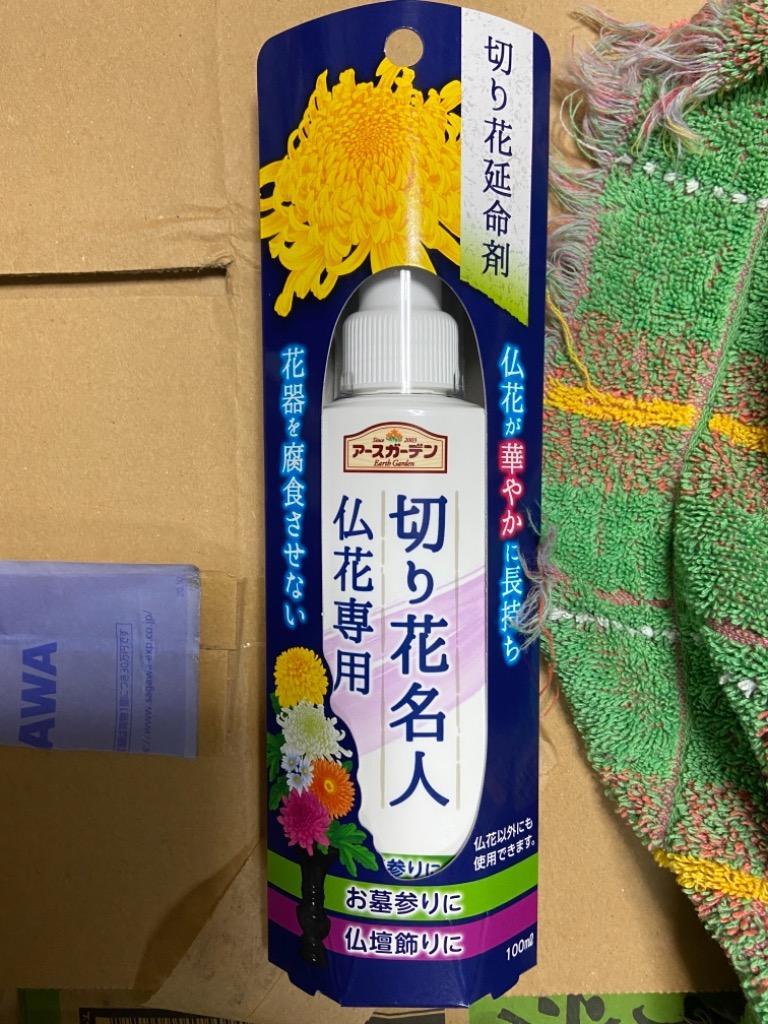 切り花延命剤
仏花が華やかに長持ち
花器を腐食させない
Since 2003
アースガーデン
Earth Garden
切り花名人
仏花専用
仏花以外にも
使用できます。
参りに
お墓参りに
仏壇飾りに
100mℓ
AWA